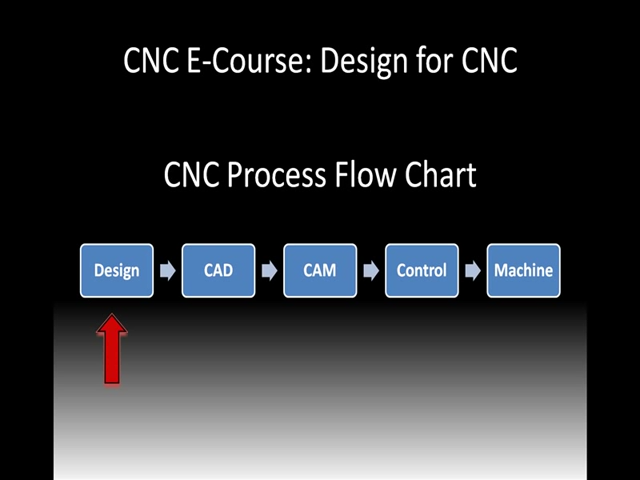 CNC E-Course: Design for CNC
CNC Process Flow Chart
Design
CAD
CAM
Control
Machine